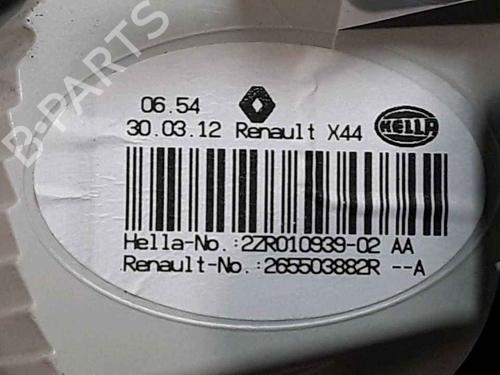 06.54
30.03.12 Renault X44
HELLA
Hella-No.:2ZR010939-02 AA
Renault-No.:265503882R --A
B-PARTS